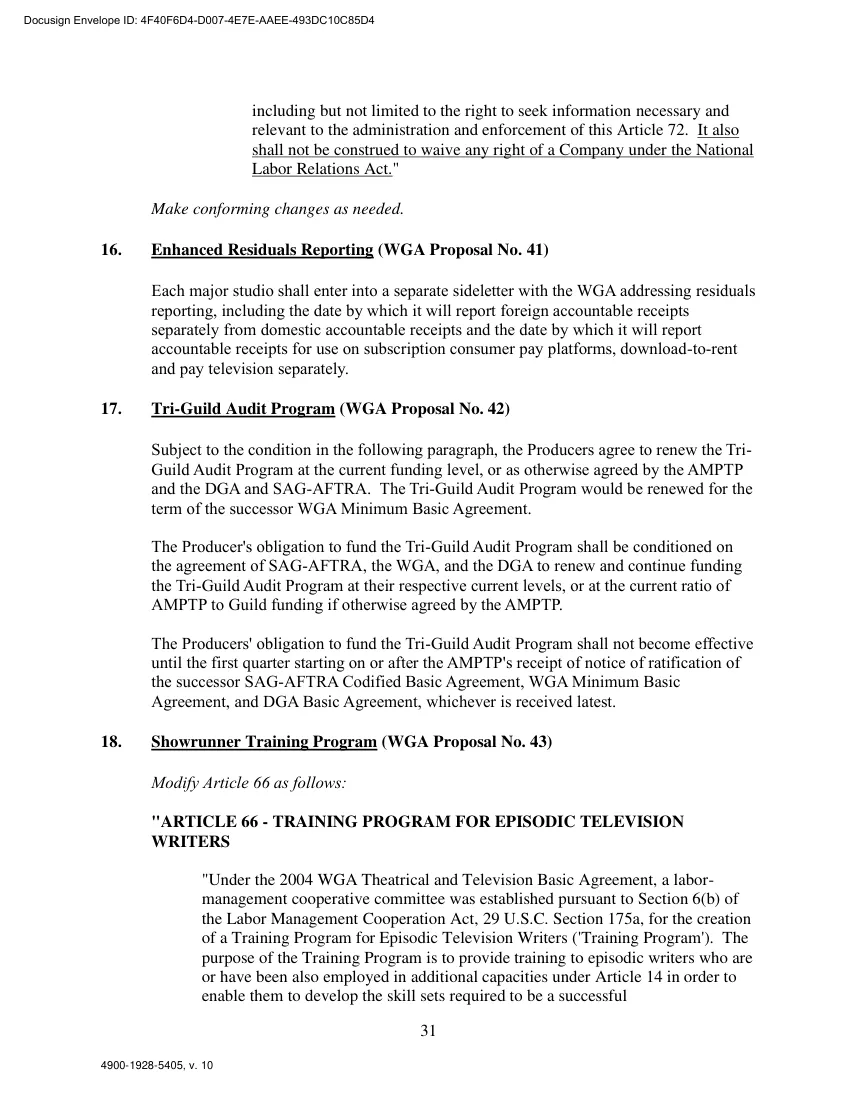 Docusign Envelope ID: 4F40F6D4-D007-4E7E-AAEE-493DC10C85D4
including but not limited to the right to seek information necessary and
relevant to the administration and enforcement of this Article 72.  It also
shall not be construed to waive any right of a Company under the National
Labor Relations Act."
Make conforming changes as needed.
16. Enhanced Residuals Reporting (WGA Proposal No. 41)
Each major studio shall enter into a separate sideletter with the WGA addressing residuals
reporting, including the date by which it will report foreign accountable receipts
separately from domestic accountable receipts and the date by which it will report
accountable receipts for use on subscription consumer pay platforms, download-to-rent
and pay television separately.
17. Tri-Guild Audit Program (WGA Proposal No. 42)
Subject to the condition in the following paragraph, the Producers agree to renew the Tri-
Guild Audit Program at the current funding level, or as otherwise agreed by the AMPTP
and the DGA and SAG-AFTRA.  The Tri-Guild Audit Program would be renewed for the
term of the successor WGA Minimum Basic Agreement.
The Producer's obligation to fund the Tri-Guild Audit Program shall be conditioned on
the agreement of SAG-AFTRA, the WGA, and the DGA to renew and continue funding
the Tri-Guild Audit Program at their respective current levels, or at the current ratio of
AMPTP to Guild funding if otherwise agreed by the AMPTP.
The Producers' obligation to fund the Tri-Guild Audit Program shall not become effective
until the first quarter starting on or after the AMPTP's receipt of notice of ratification of
the successor SAG-AFTRA Codified Basic Agreement, WGA Minimum Basic
Agreement, and DGA Basic Agreement, whichever is received latest.
18. Showrunner Training Program (WGA Proposal No. 43)
Modify Article 66 as follows:
"ARTICLE 66 - TRAINING PROGRAM FOR EPISODIC TELEVISION
WRITERS
"Under the 2004 WGA Theatrical and Television Basic Agreement, a labor-
management cooperative committee was established pursuant to Section 6(b) of
the Labor Management Cooperation Act, 29 U.S.C. Section 175a, for the creation
of a Training Program for Episodic Television Writers ('Training Program').  The
purpose of the Training Program is to provide training to episodic writers who are
or have been also employed in additional capacities under Article 14 in order to
enable them to develop the skill sets required to be a successful
31
4900-1928-5405, v. 10